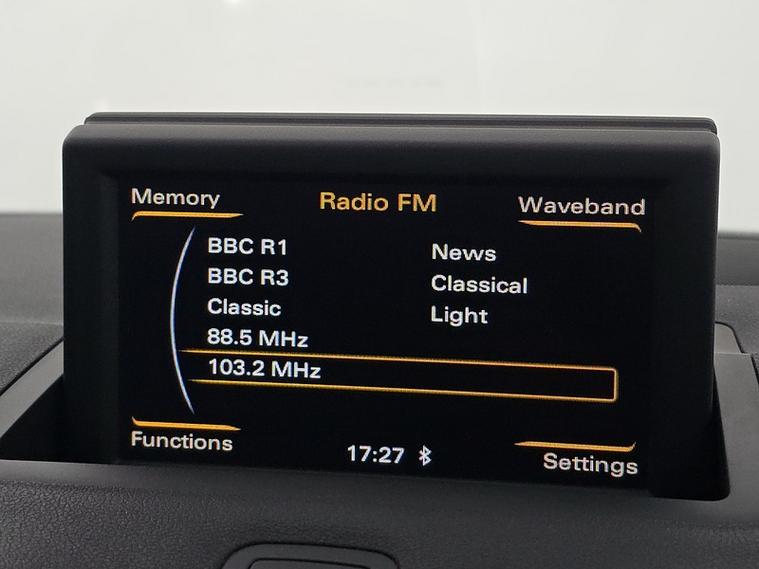 Memory Radio FM Waveband
BBC R1 News
BBC R3 Classical
Classic Light
88.5 MHz
103.2 MHz
Functions 17:27 Settings